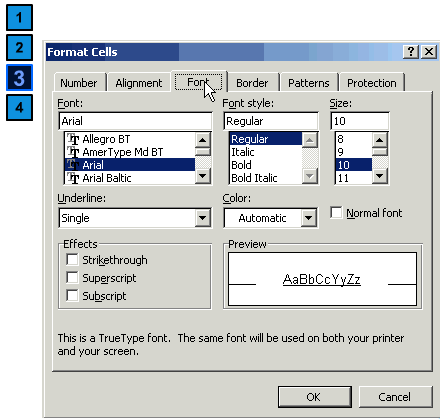 1
2
3
4
Format Cells
Number Alignment Font Border Patterns Protection
Font: Font style: Size:
Arial Regular 10
Allegro BT Regular 8
AmerType Md BT Italic 9
Arial Bold 10
Arial Baltic Bold Italic 11
Underline: Color:
Single Automatic Normal font
Effects Preview
Strikethrough
Superscript
Subscript
AaBbCcYyZz
This is a TrueType font. The same font will be used on both your printer
and your screen.
OK Cancel